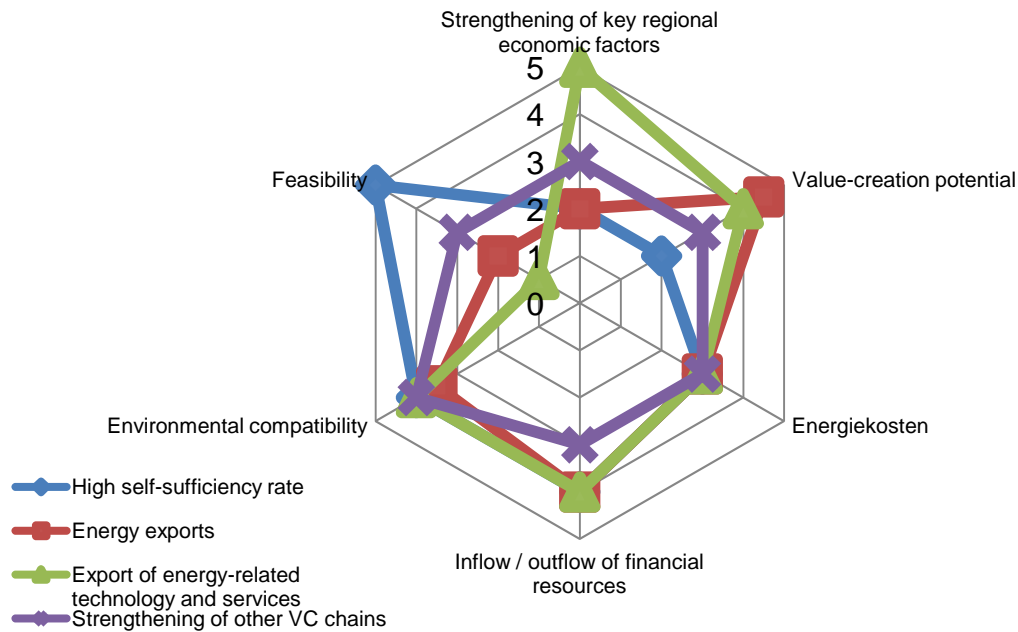 Strengthening of key regional
economic factors
5
4
3
2
1
0
Feasibility
Value-creation potential
Environmental compatibility
Energiekosten
Inflow / outflow of financial
resources
High self-sufficiency rate
Energy exports
Export of energy-related
technology and services
Strengthening of other VC chains